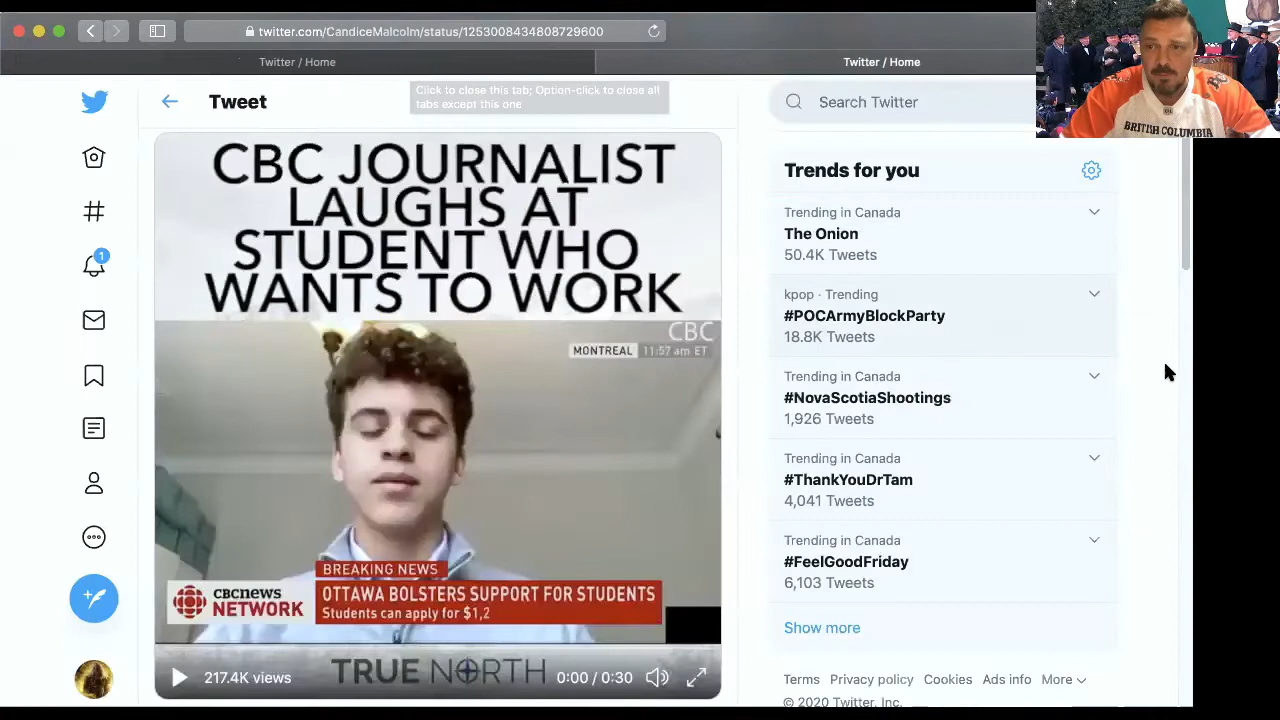 twitter.com/CandiceMalcolm/status/1253008434808729600
Twitter / Home
Twitter / Home
Click to close this tab; Option-click to close all
tabs except this one
Tweet
Search Twitter
BRITISH COLUMBIA
CBC JOURNALIST
LAUGHS AT
STUDENT WHO
WANTS TO WORK
CBC
MONTREAL 11:57 am ET
BREAKING NEWS
cbcnews
NETWORK
OTTAWA BOLSTERS SUPPORT FOR STUDENTS
Students can apply for $1,2
TRUE NORTH
217.4K views
0:00 / 0:30
1
Trends for you
Trending in Canada
The Onion
50.4K Tweets
kpop · Trending
#POCArmyBlockParty
18.8K Tweets
Trending in Canada
#NovaScotiaShootings
1,926 Tweets
Trending in Canada
#ThankYouDrTam
4,041 Tweets
Trending in Canada
#FeelGoodFriday
6,103 Tweets
Show more
Terms Privacy policy Cookies Ads info More
© 2020 Twitter, Inc.